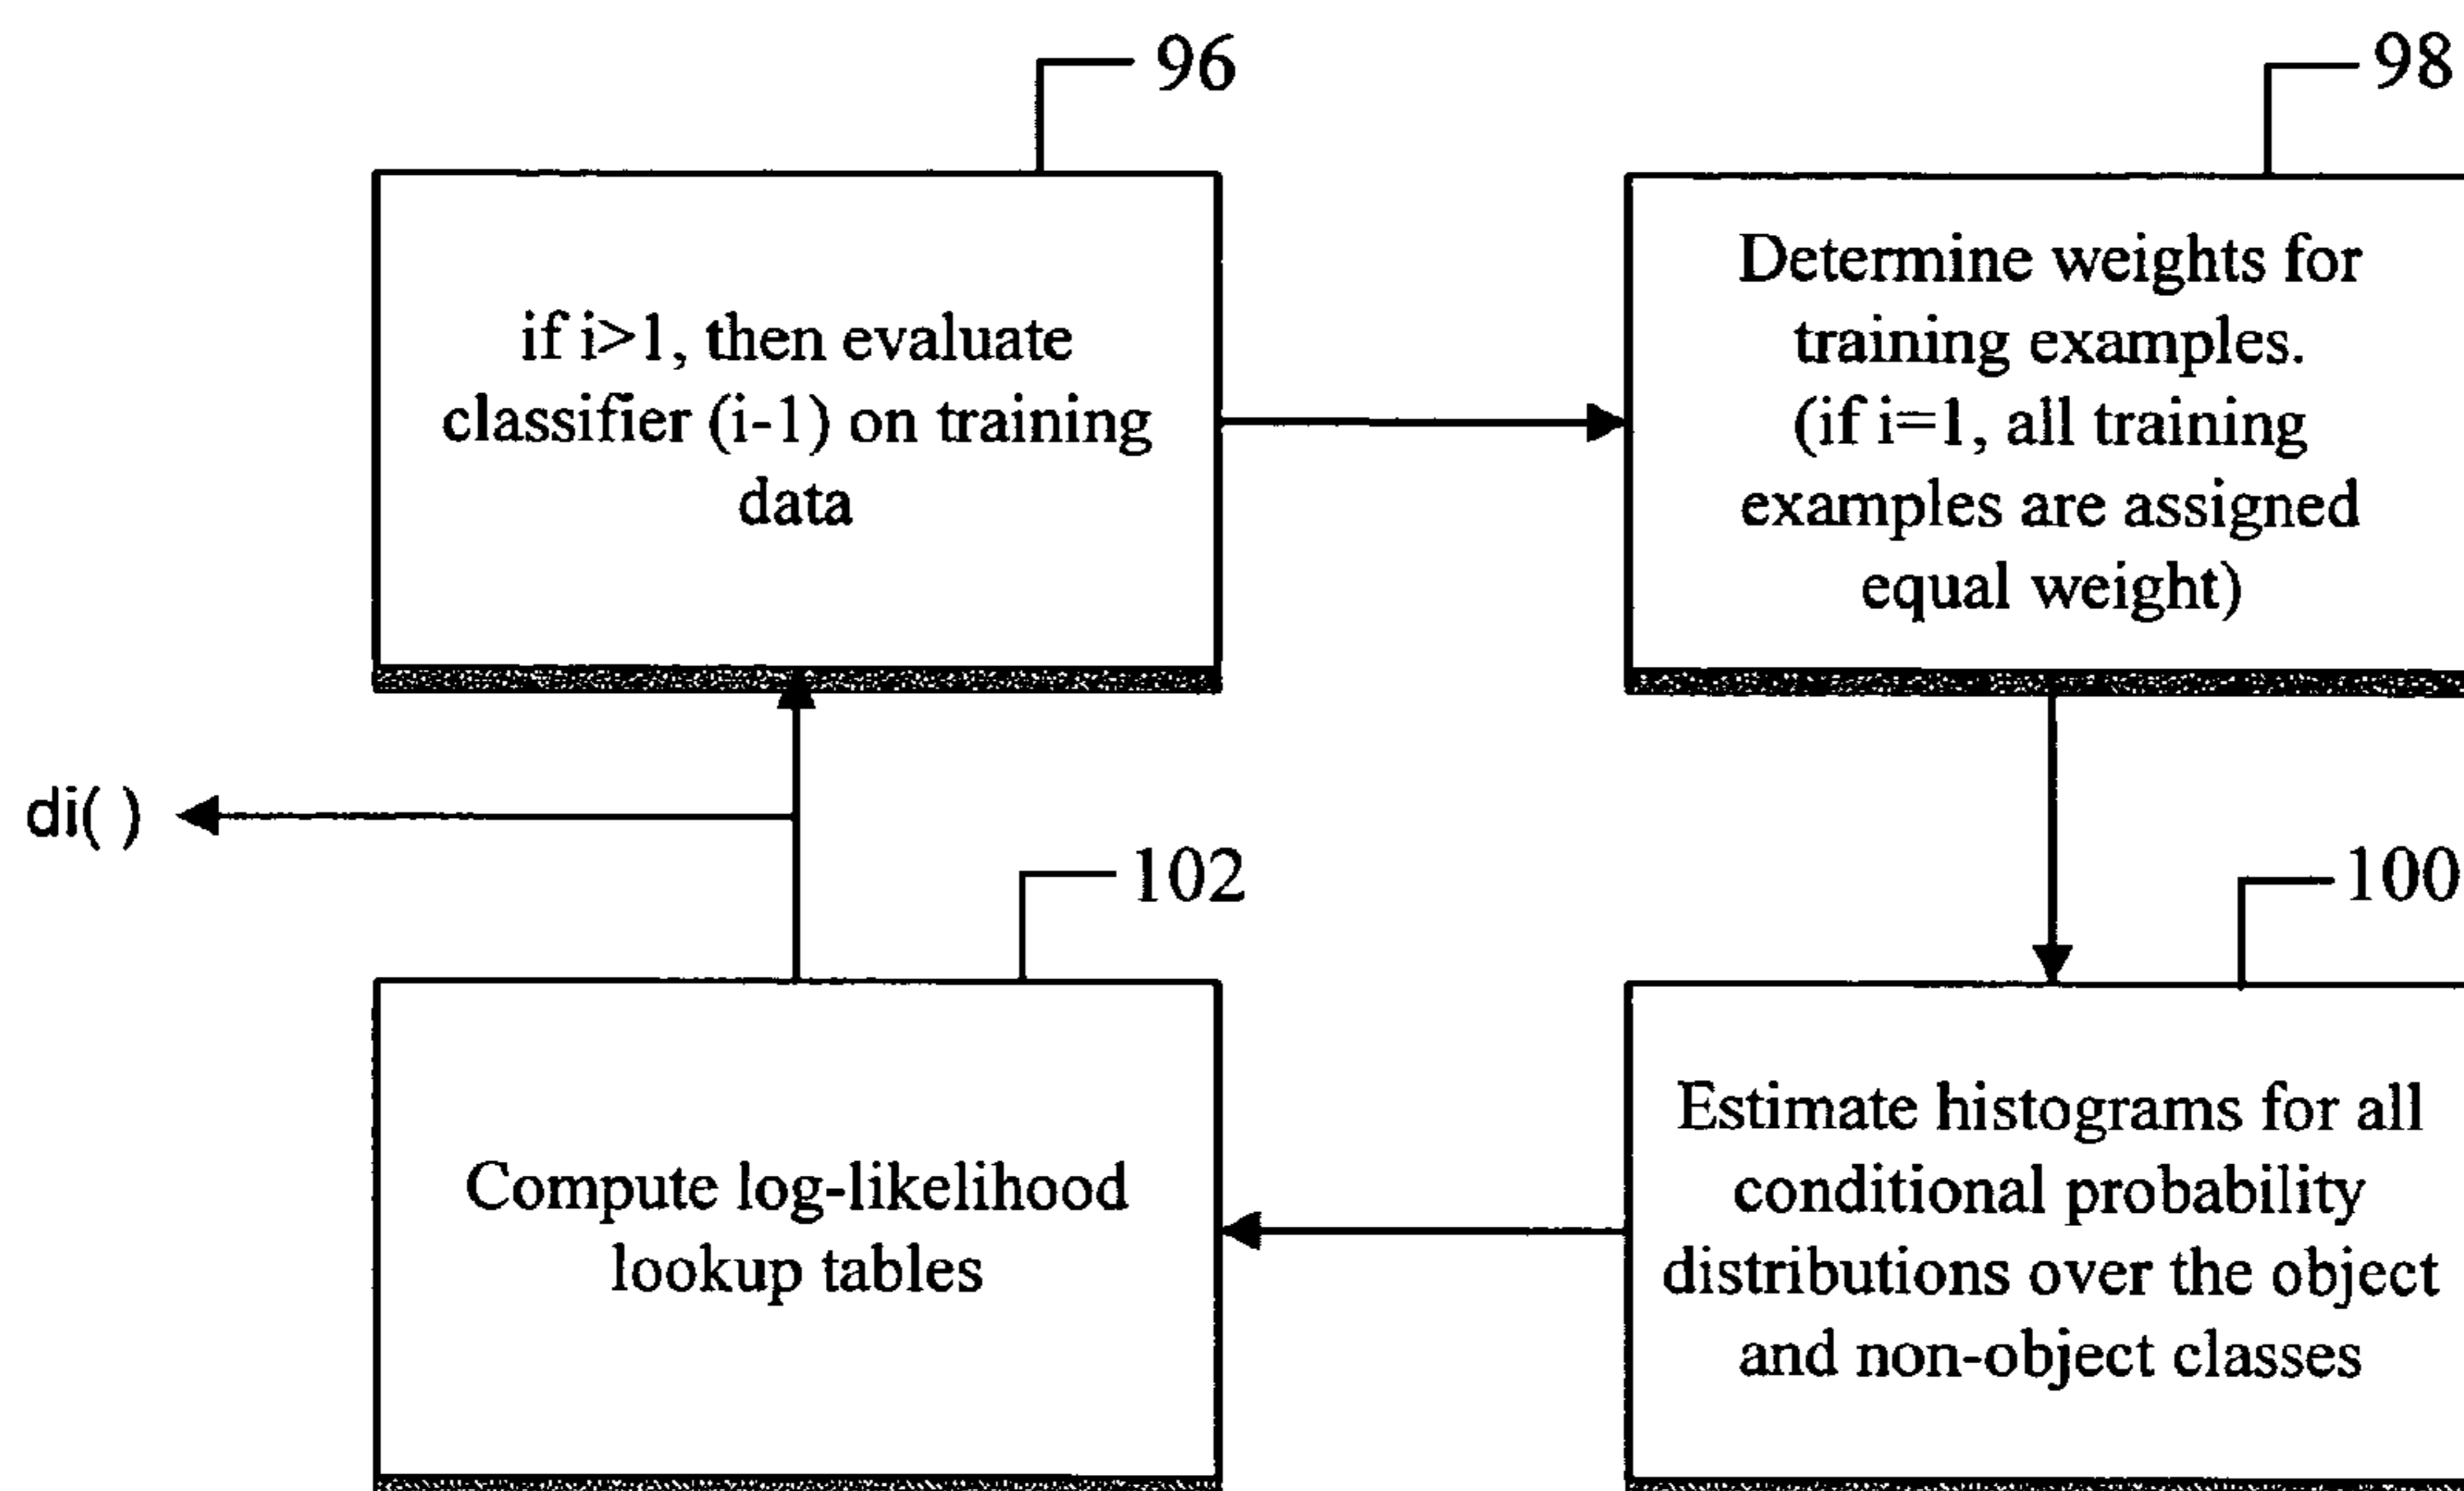 96
if i>1, then evaluate
classifier (i-1) on training
data
98
Determine weights for
training examples.
(if i=1, all training
examples are assigned
equal weight)
di( )
102
Compute log-likelihood
lookup tables
100
Estimate histograms for all
conditional probability
distributions over the object
and non-object classes